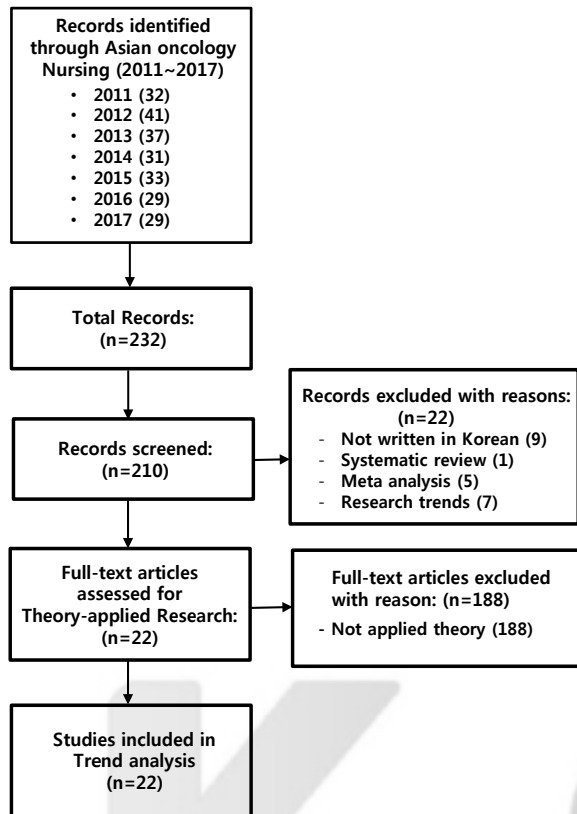 Records identified
through Asian oncology
Nursing (2011~2017)
• 2011 (32)
• 2012 (41)
• 2013 (37)
• 2014 (31)
• 2015 (33)
• 2016 (29)
• 2017 (29)
Total Records:
(n=232)
Records excluded with reasons:
(n=22)
- Not written in Korean (9)
- Systematic review (1)
- Meta analysis (5)
- Research trends (7)
Records screened:
(n=210)
Full-text articles
assessed for
Theory-applied Research:
(n=22)
Full-text articles excluded
with reason: (n=188)
- Not applied theory (188)
Studies included in
Trend analysis
(n=22)